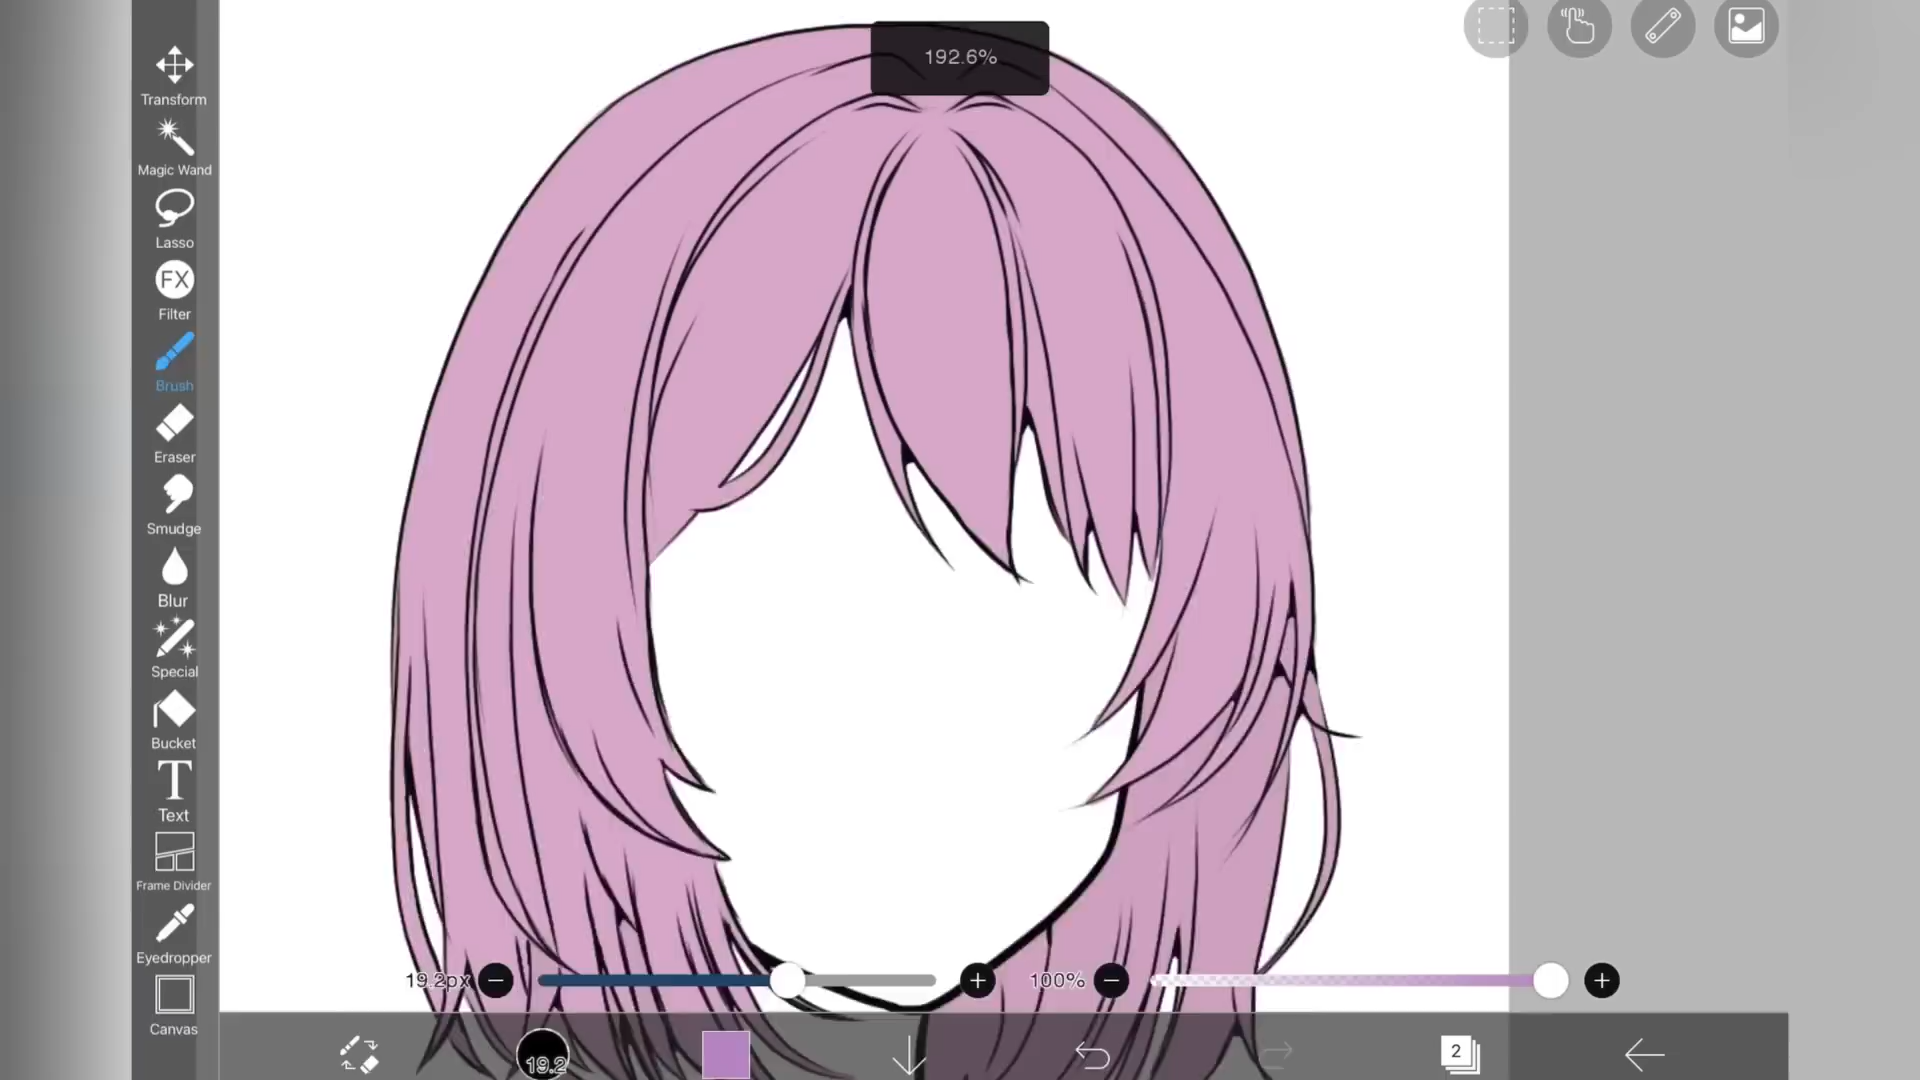 192.6%
Transform
Magic Wand
Lasso
FX
Filter
Brush
Eraser
Smudge
Blur
Special
Bucket
T
Text
Frame Divider
Eyedropper
Canvas
19.2px
100%
19.2
2